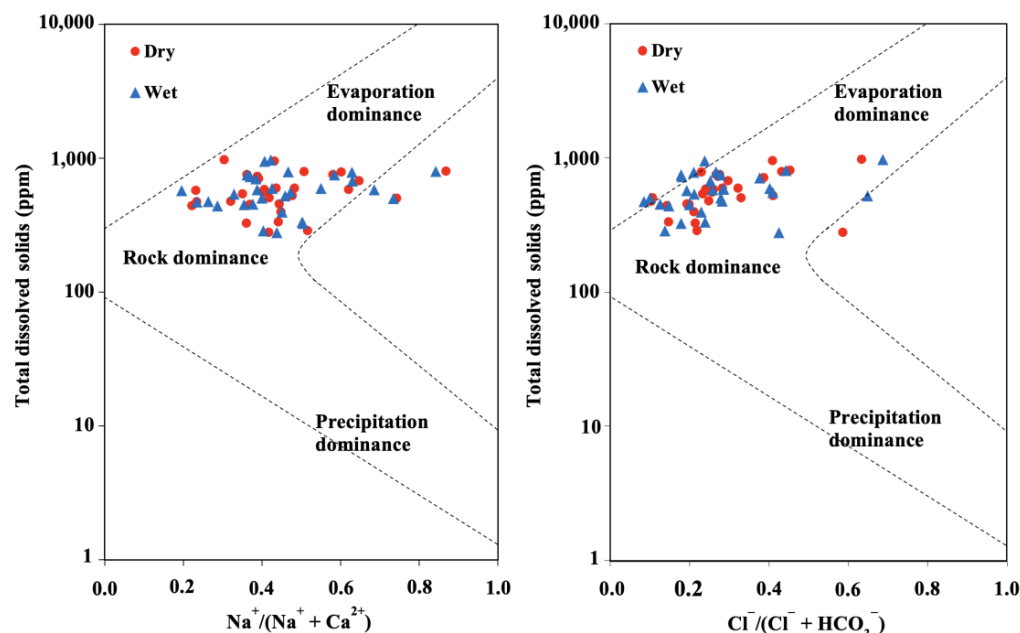 10,000
1,000
100
10
1
Total dissolved solids (ppm)
Dry
Wet
Evaporation
dominance
Rock dominance
Precipitation
dominance
0.0 0.2 0.4 0.6 0.8 1.0
Na⁺/(Na⁺ + Ca²⁺)
10,000
1,000
100
10
1
Total dissolved solids (ppm)
Dry
Wet
Evaporation
dominance
Rock dominance
Precipitation
dominance
0.0 0.2 0.4 0.6 0.8 1.0
Cl⁻/(Cl⁻ + HCO₃⁻)